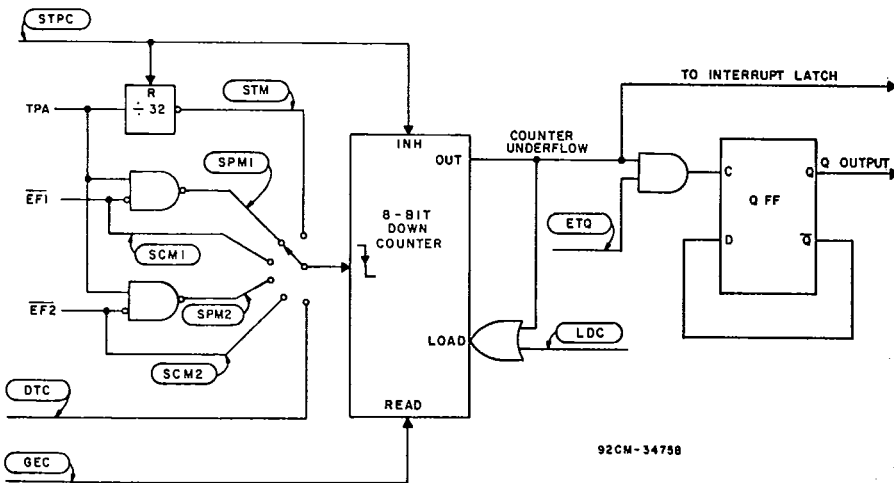 STPC
TPA
R
÷ 32
STM
TO INTERRUPT LATCH
INH
OUT
COUNTER
UNDERFLOW
SPM1
EF1
8-BIT
DOWN
COUNTER
C
Q
Q OUTPUT
Q FF
D
Q̅
ETQ
SCM1
EF2
SPM2
LOAD
LDC
SCM2
DTC
READ
GEC
92CM-34758